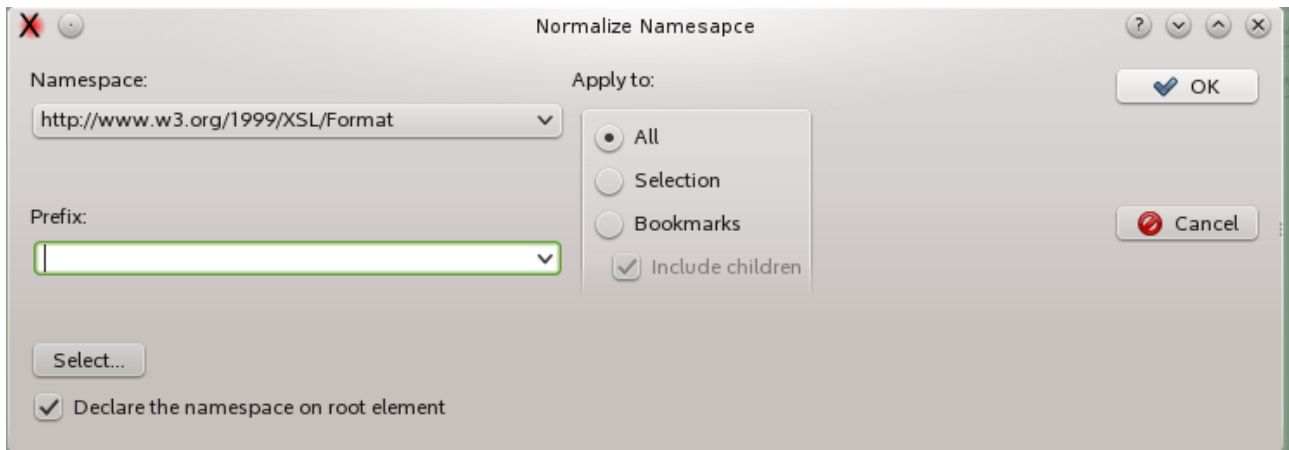 Normalize Namesapce
Namespace:
http://www.w3.org/1999/XSL/Format
Prefix:
Select...
Declare the namespace on root element
Apply to:
All
Selection
Bookmarks
Include children
OK
Cancel